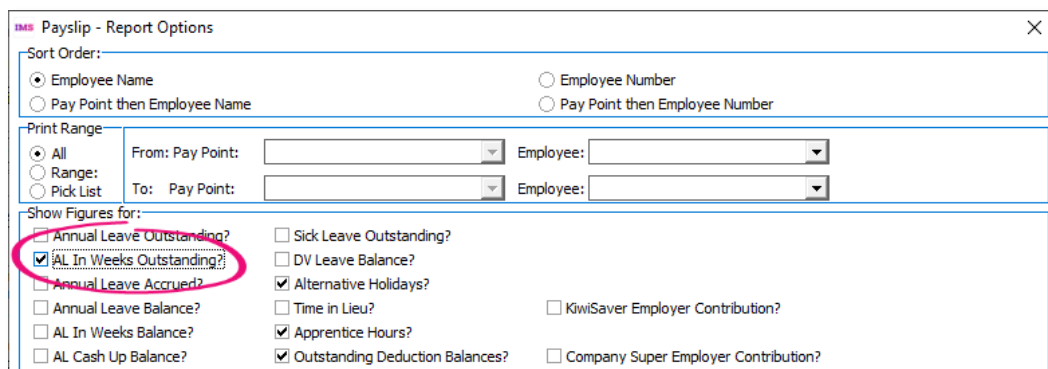 IMS Payslip - Report Options
Sort Order:
Employee Name Employee Number
Pay Point then Employee Name Pay Point then Employee Number
Print Range
All From: Pay Point: Employee:
Range:
Pick List To: Pay Point: Employee:
Show Figures for:
Annual Leave Outstanding? Sick Leave Outstanding?
AL In Weeks Outstanding? DV Leave Balance?
Annual Leave Accrued? Alternative Holidays?
Annual Leave Balance? Time in Lieu? KiwiSaver Employer Contribution?
AL In Weeks Balance? Apprentice Hours?
AL Cash Up Balance? Outstanding Deduction Balances? Company Super Employer Contribution?